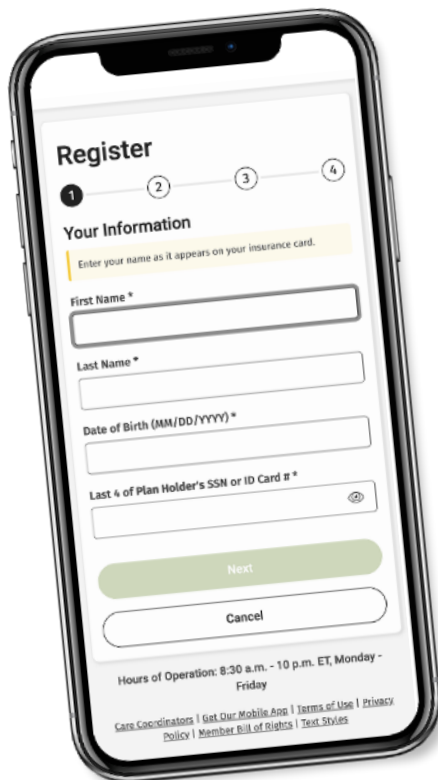 Register
1 2 3 4
Your Information
Enter your name as it appears on your insurance card.
First Name *
Last Name *
Date of Birth (MM/DD/YYYY) *
Last 4 of Plan Holder's SSN or ID Card # *
Next
Cancel
Hours of Operation: 8:30 a.m. - 10 p.m. ET, Monday -
Friday
Care Coordinators | Get Our Mobile App | Terms of Use | Privacy
Policy | Member Bill of Rights | Text Styles